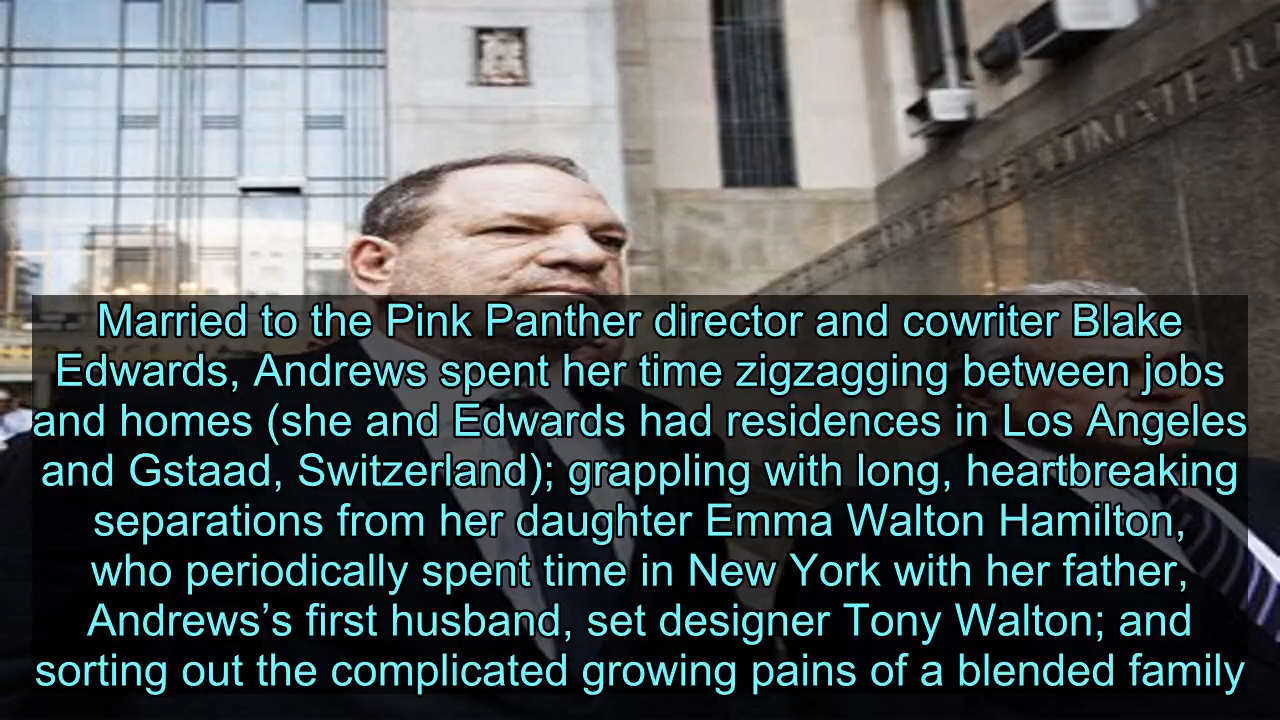 THE ULTIMATE
Married to the Pink Panther director and cowriter Blake
Edwards, Andrews spent her time zigzagging between jobs
and homes (she and Edwards had residences in Los Angeles
and Gstaad, Switzerland); grappling with long, heartbreaking
separations from her daughter Emma Walton Hamilton,
who periodically spent time in New York with her father,
Andrews’s first husband, set designer Tony Walton; and
sorting out the complicated growing pains of a blended family